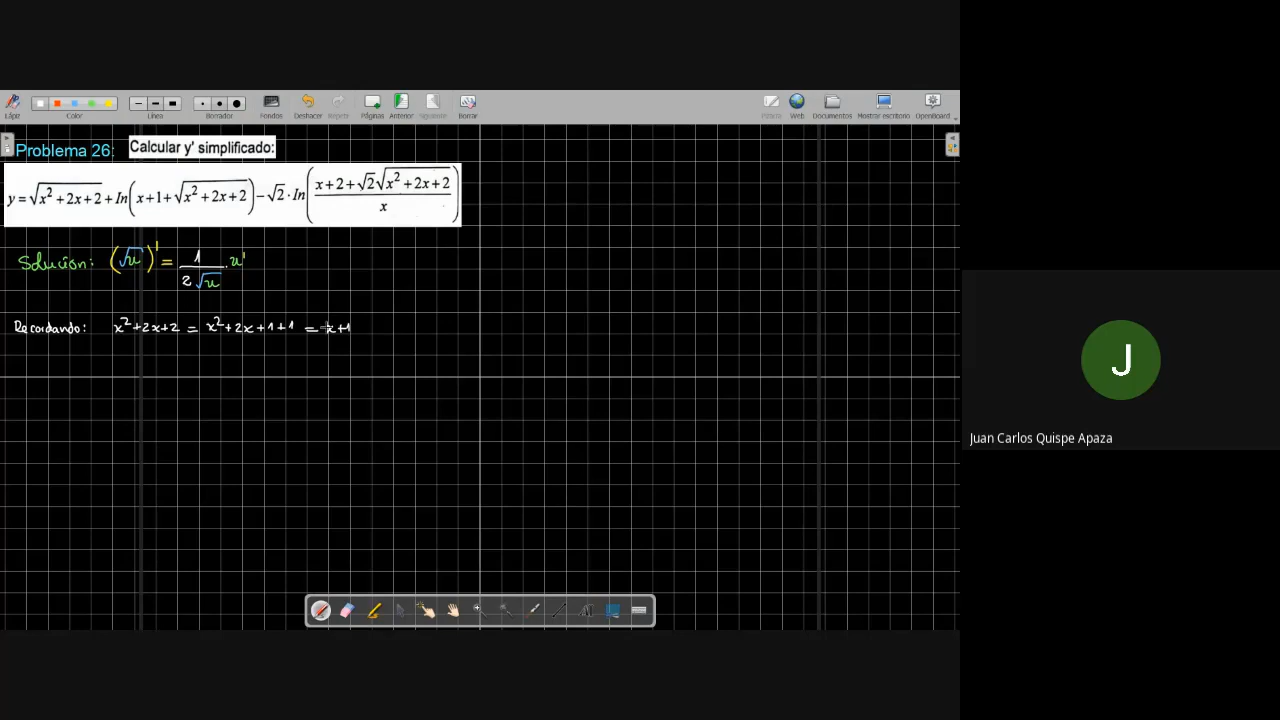 Lápiz Color Línea Borrador Fondos Deshacer Páginas Anterior Borrar Web Documentos Mostrar escritorio OpenBoard
Problema 26: Calcular y' simplificado:
y = √(x² + 2x + 2) + ln(x + 1 + √(x² + 2x + 2)) − √2 · ln((x + 2 + √2 √(x² + 2x + 2)) / x)
Solución: (√u)' = 1 / (2√u) · u'
Recordando: x² + 2x + 2 = x² + 2x + 1 + 1 = x + 1
J
Juan Carlos Quispe Apaza